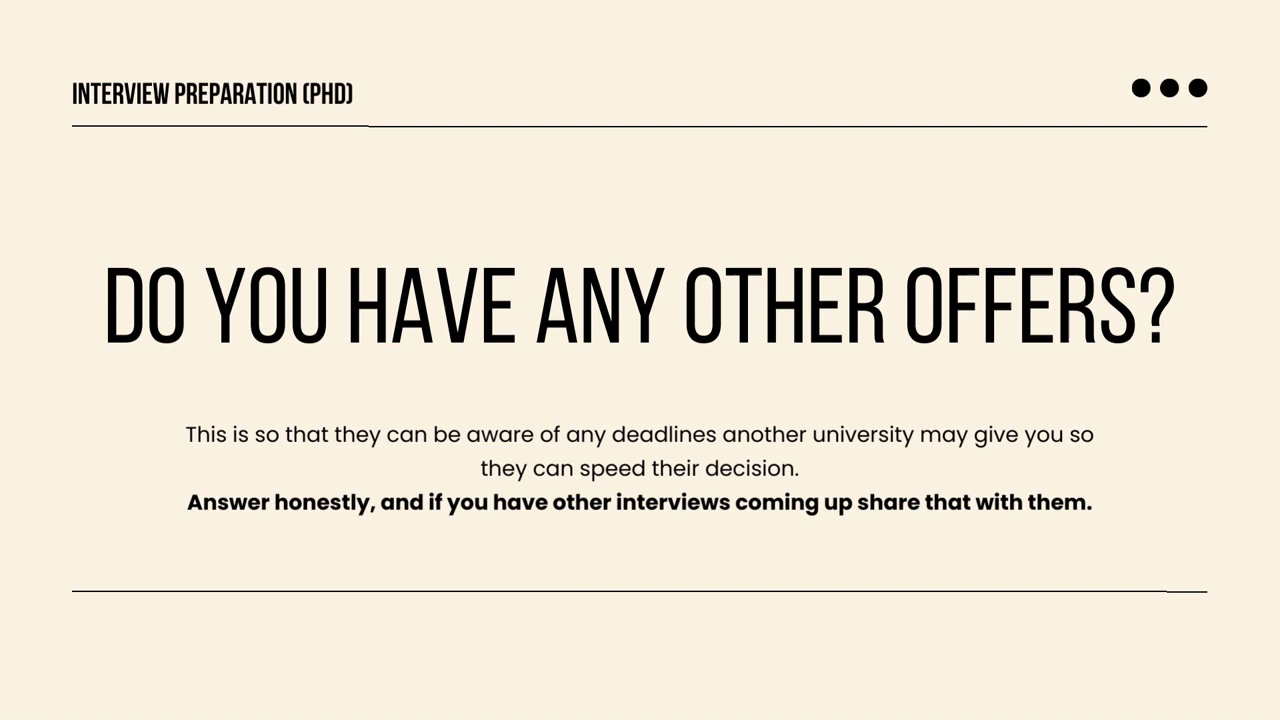 INTERVIEW PREPARATION (PHD)
DO YOU HAVE ANY OTHER OFFERS?
This is so that they can be aware of any deadlines another university may give you so
they can speed their decision.
Answer honestly, and if you have other interviews coming up share that with them.